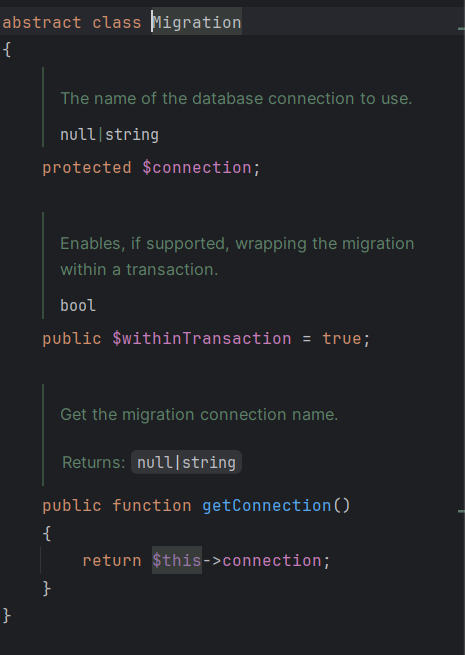 abstract class Migration
{
The name of the database connection to use.
null|string
protected $connection;
Enables, if supported, wrapping the migration
within a transaction.
bool
public $withinTransaction = true;
Get the migration connection name.
Returns: null|string
public function getConnection()
{
return $this->connection;
}
}